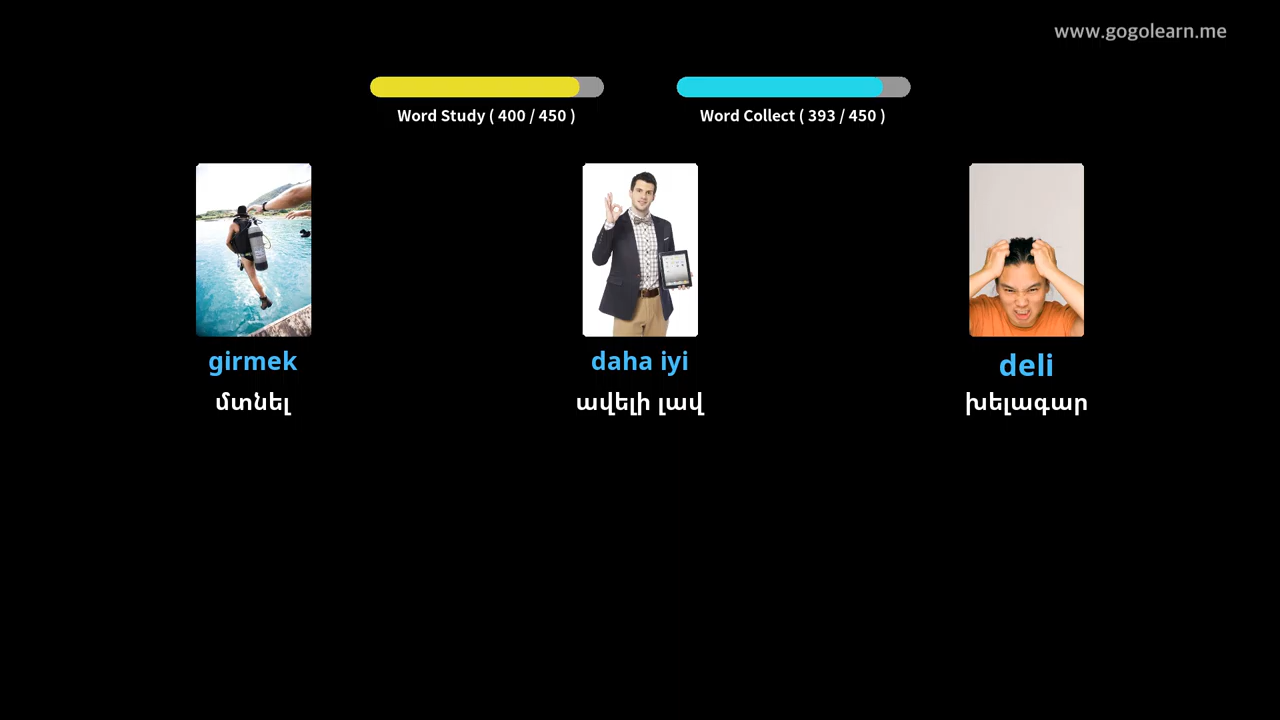 www.gogolearn.me
Word Study ( 400 / 450 )
Word Collect ( 393 / 450 )
girmek
մտնել
daha iyi
ավելի լավ
deli
խելագար